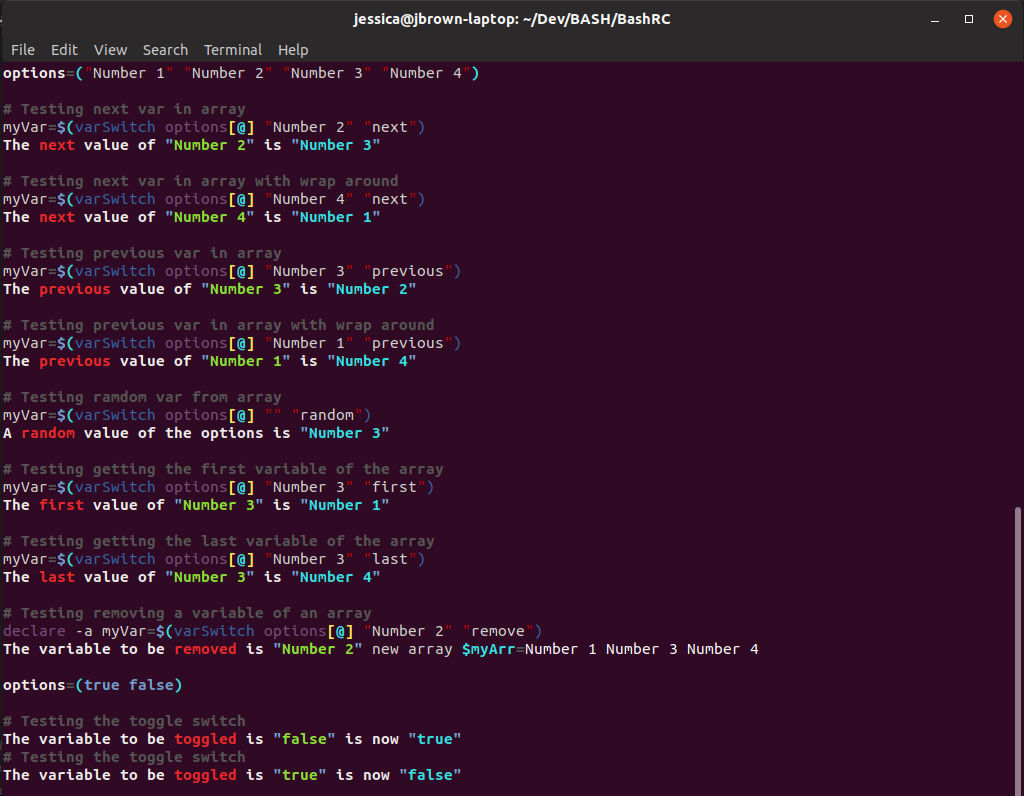 jessica@jbrown-laptop: ~/Dev/BASH/BashRC
File Edit View Search Terminal Help
options=("Number 1" "Number 2" "Number 3" "Number 4")
# Testing next var in array
myVar=$(varSwitch options[@] "Number 2" "next")
The next value of "Number 2" is "Number 3"
# Testing next var in array with wrap around
myVar=$(varSwitch options[@] "Number 4" "next")
The next value of "Number 4" is "Number 1"
# Testing previous var in array
myVar=$(varSwitch options[@] "Number 3" "previous")
The previous value of "Number 3" is "Number 2"
# Testing previous var in array with wrap around
myVar=$(varSwitch options[@] "Number 1" "previous")
The previous value of "Number 1" is "Number 4"
# Testing ramdom var from array
myVar=$(varSwitch options[@] "" "random")
A random value of the options is "Number 3"
# Testing getting the first variable of the array
myVar=$(varSwitch options[@] "Number 3" "first")
The first value of "Number 3" is "Number 1"
# Testing getting the last variable of the array
myVar=$(varSwitch options[@] "Number 3" "last")
The last value of "Number 3" is "Number 4"
# Testing removing a variable of an array
declare -a myVar=$(varSwitch options[@] "Number 2" "remove")
The variable to be removed is "Number 2" new array $myArr=Number 1 Number 3 Number 4
options=(true false)
# Testing the toggle switch
The variable to be toggled is "false" is now "true"
# Testing the toggle switch
The variable to be toggled is "true" is now "false"